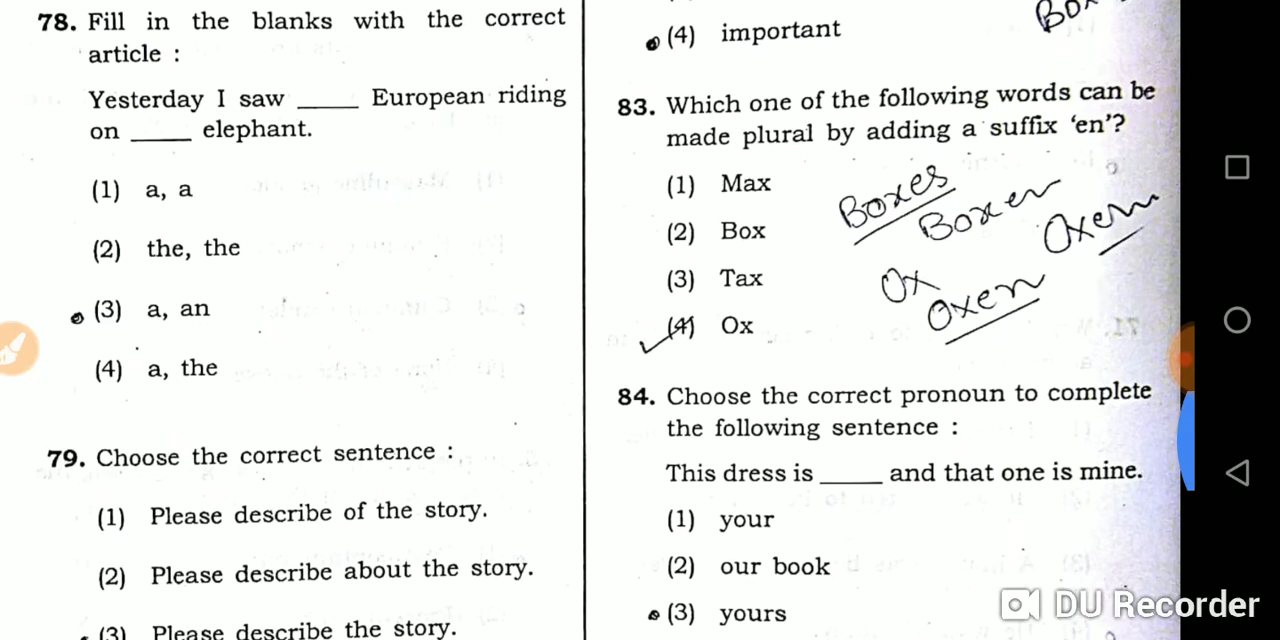 78. Fill in the blanks with the correct
article :
Yesterday I saw ____ European riding
on ____ elephant.
(1) a, a
(2) the, the
(3) a, an
(4) a, the
79. Choose the correct sentence :
(1) Please describe of the story.
(2) Please describe about the story.
(3) Please describe the story.
(4) important
83. Which one of the following words can be
made plural by adding a suffix ‘en’?
(1) Max
(2) Box
(3) Tax
(4) Ox
Boxes
Boxen
Oxen
Ox
Oxen
84. Choose the correct pronoun to complete
the following sentence :
This dress is ____ and that one is mine.
(1) your
(2) our book
(3) yours
DU Recorder